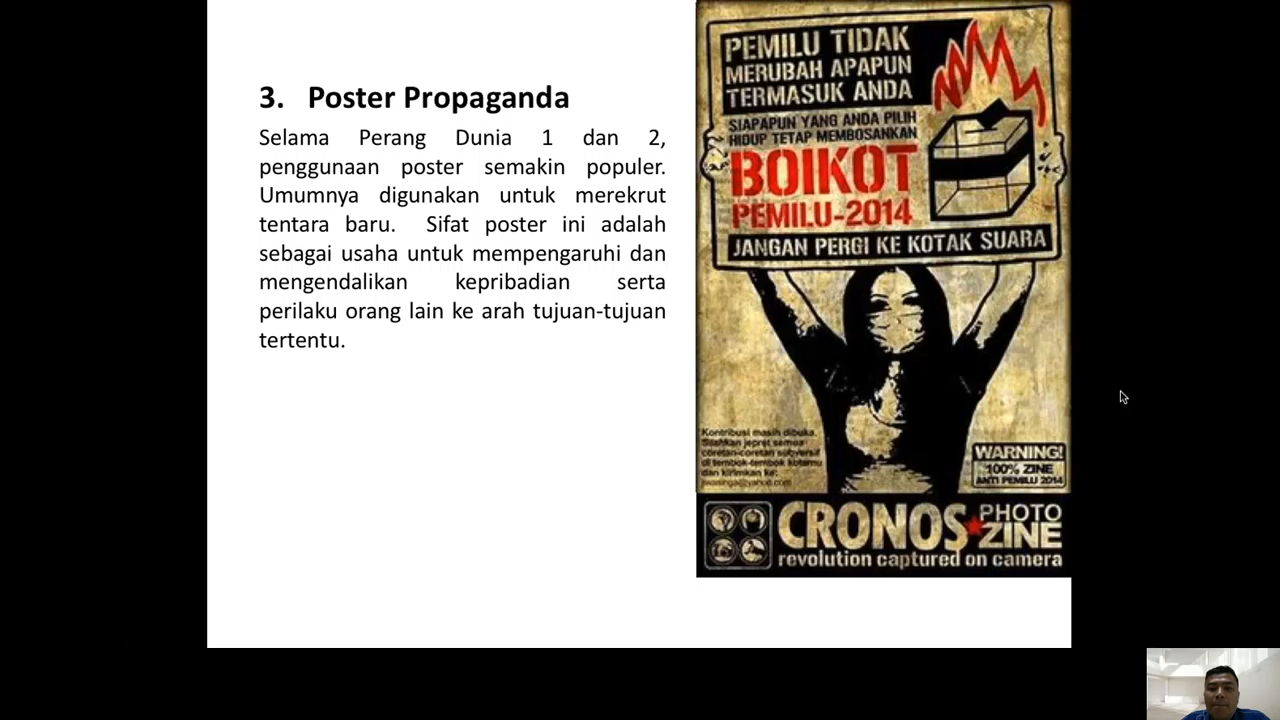 3. Poster Propaganda
Selama Perang Dunia 1 dan 2,
penggunaan poster semakin populer.
Umumnya digunakan untuk merekrut
tentara baru. Sifat poster ini adalah
sebagai usaha untuk mempengaruhi dan
mengendalikan kepribadian serta
perilaku orang lain ke arah tujuan-tujuan
tertentu.
PEMILU TIDAK
MERUBAH APAPUN
TERMASUK ANDA
SIAPAPUN YANG ANDA PILIH
HIDUP TETAP MEMBOSANKAN
BOIKOT
PEMILU-2014
JANGAN PERGI KE KOTAK SUARA
Kontribusi masih dibuka.
Silahkan jepret semua
coretan-coretan subversif
di tembok-tembok kotamu
dan kirimkan ke:
WARNING!
100% ZINE
ANTI PEMILU 2014
CRONOS PHOTO
ZINE
revolution captured on camera